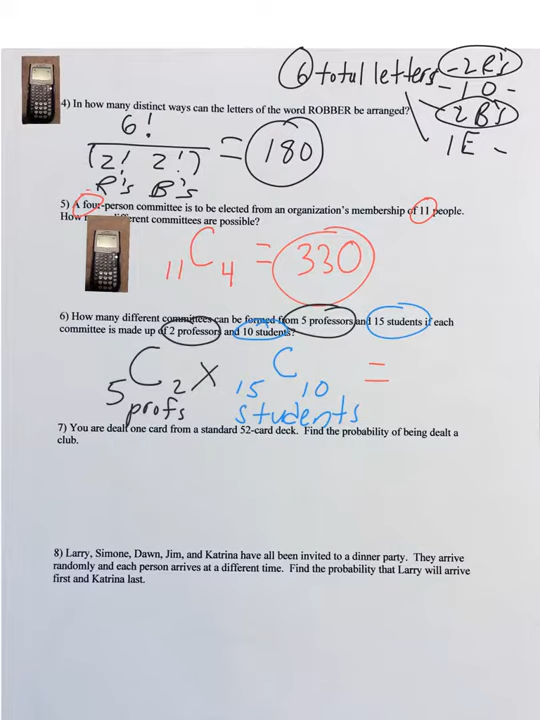 6 total letters - 2 R's
- 1 O -
2 B's
1 E -
4) In how many distinct ways can the letters of the word ROBBER be arranged?
6!
(2! 2!) = 180
R's B's
5) A four-person committee is to be elected from an organization's membership of 11 people.
How different committees are possible?
11 C 4 = 330
6) How many different committees can be formed from 5 professors and 15 students if each
committee is made up of 2 professors and 10 students?
5 C 2 x 15 C 10 =
profs students
7) You are dealt one card from a standard 52-card deck. Find the probability of being dealt a
club.
8) Larry, Simone, Dawn, Jim, and Katrina have all been invited to a dinner party. They arrive
randomly and each person arrives at a different time. Find the probability that Larry will arrive
first and Katrina last.